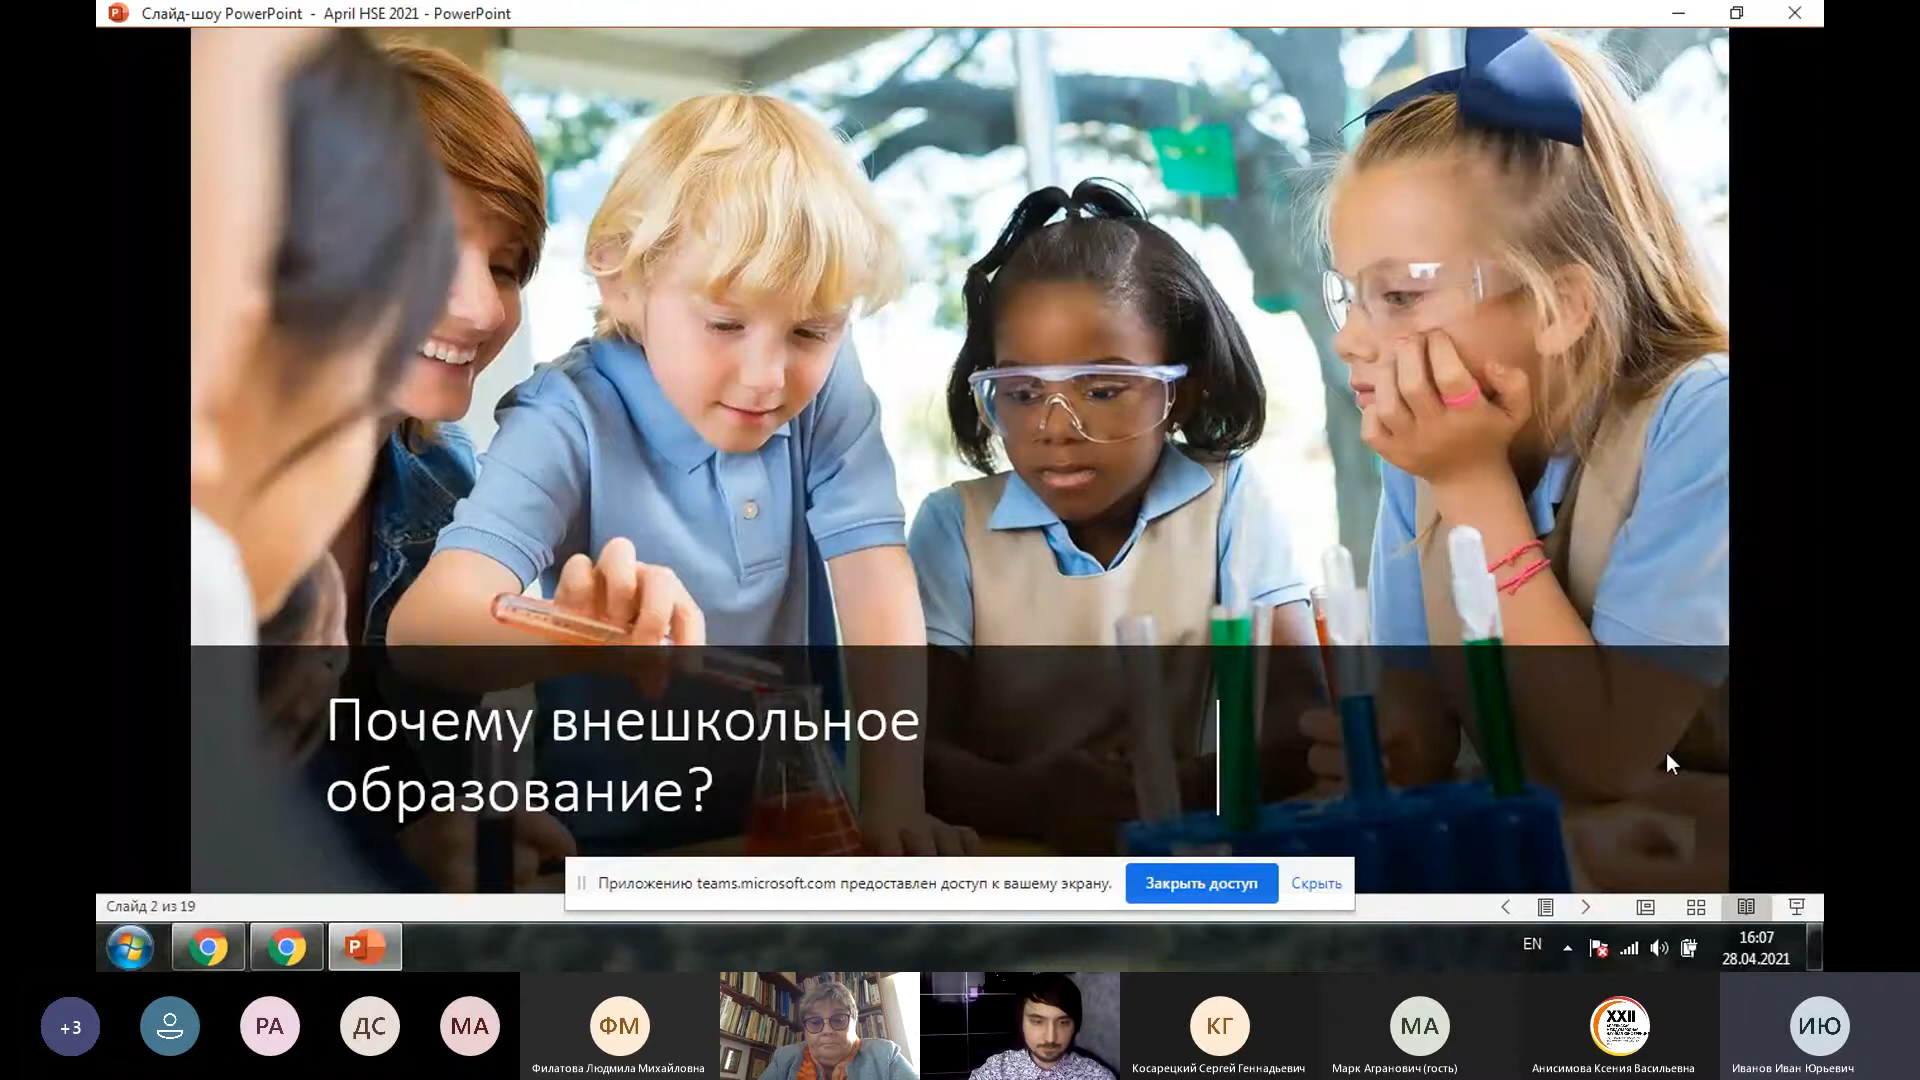 Слайд-шоу PowerPoint - April HSE 2021 - PowerPoint
Почему внешкольное
образование?
Приложению teams.microsoft.com предоставлен доступ к вашему экрану.
Закрыть доступ
Скрыть
Слайд 2 из 19
EN
16:07
28.04.2021
+3
РА
ДС
МА
ФМ
КГ
МА
XXII
ИЮ
Филатова Людмила Михайловна
Косарецкий Сергей Геннадьевич
Марк Агранович (гость)
Анисимова Ксения Васильевна
Иванов Иван Юрьевич